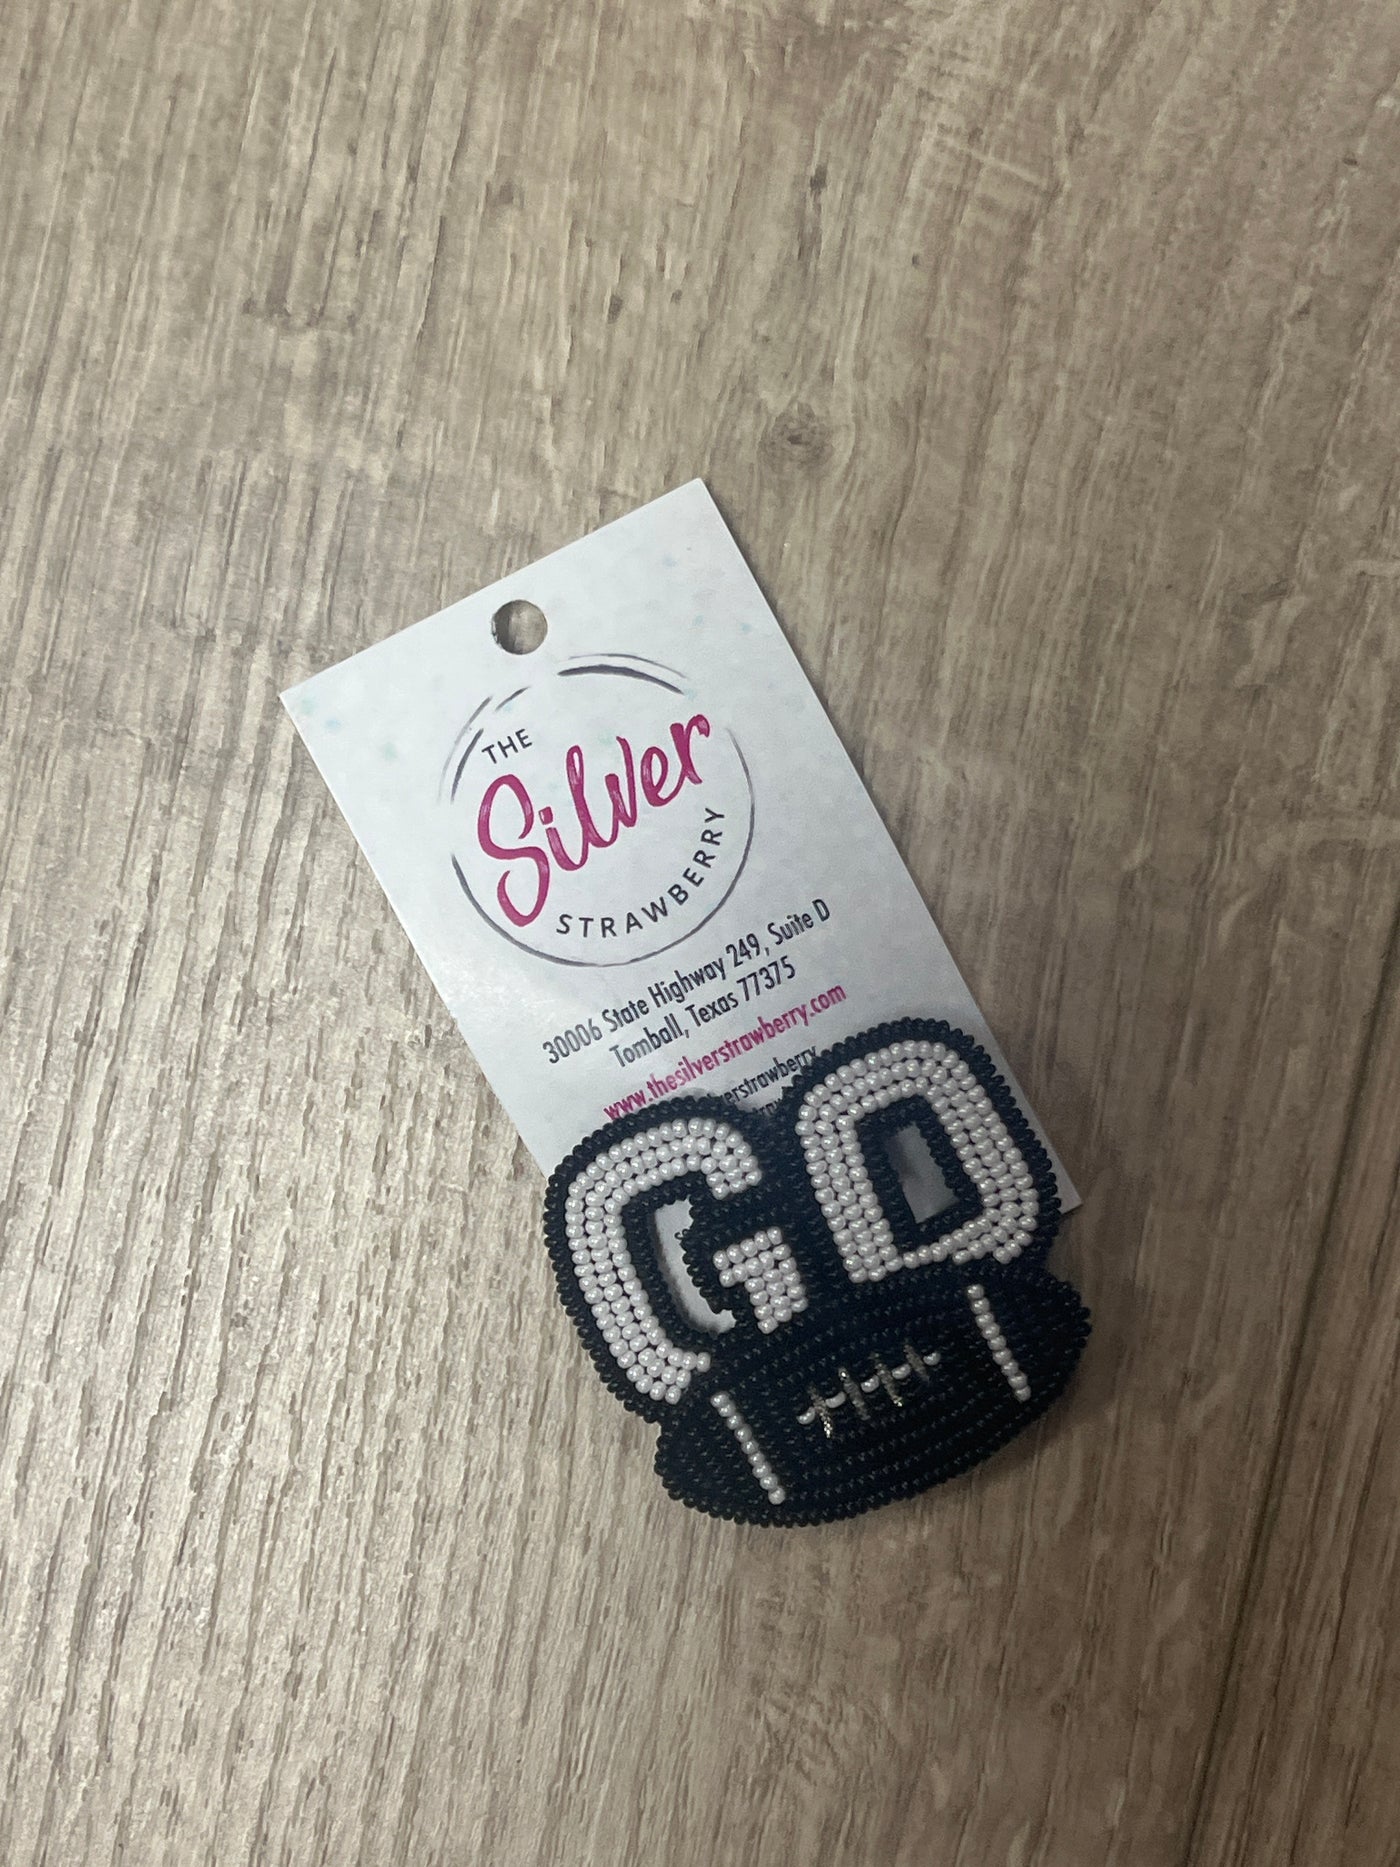 THE
Silver
STRAWBERRY
30006 State Highway 249, Suite D
Tomball, Texas 77375
www.thesilverstrawberry.com
GO